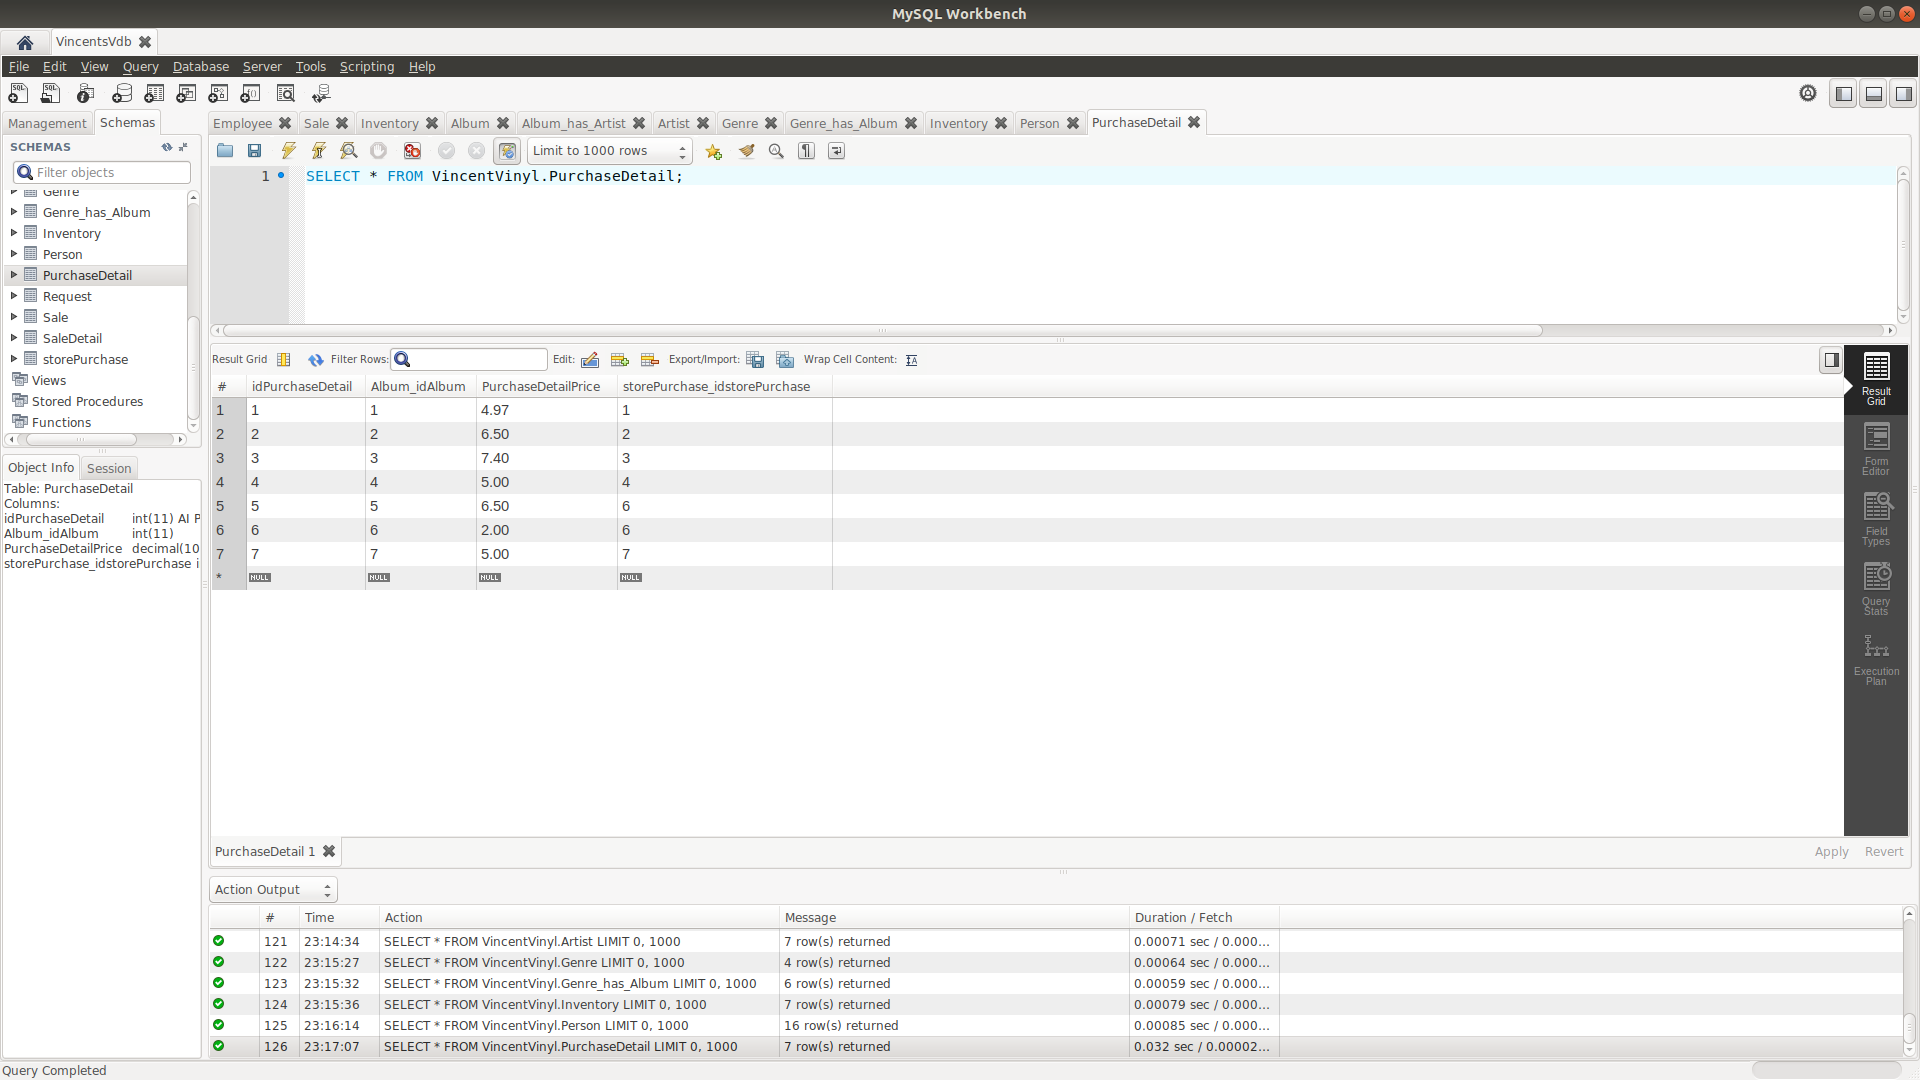 MySQL Workbench
VincentsVdb
File Edit View Query Database Server Tools Scripting Help
Management Schemas
Employee Sale Inventory Album Album_has_Artist Artist Genre Genre_has_Album Inventory Person PurchaseDetail
SCHEMAS
Filter objects
Genre
Genre_has_Album
Inventory
Person
PurchaseDetail
Request
Sale
SaleDetail
storePurchase
Views
Stored Procedures
Functions
Object Info Session
Table: PurchaseDetail
Columns:
idPurchaseDetail int(11) AI P
Album_idAlbum int(11)
PurchaseDetailPrice decimal(10
storePurchase_idstorePurchase i
Limit to 1000 rows
1 SELECT * FROM VincentVinyl.PurchaseDetail;
Result Grid Filter Rows: Edit: Export/Import: Wrap Cell Content:
# idPurchaseDetail Album_idAlbum PurchaseDetailPrice storePurchase_idstorePurchase
1 1 1 4.97 1
2 2 2 6.50 2
3 3 3 7.40 3
4 4 4 5.00 4
5 5 5 6.50 6
6 6 6 2.00 6
7 7 7 5.00 7
* NULL NULL NULL NULL
Result
Grid
Form
Editor
Field
Types
Query
Stats
Execution
Plan
PurchaseDetail 1
Apply Revert
Action Output
# Time Action Message Duration / Fetch
121 23:14:34 SELECT * FROM VincentVinyl.Artist LIMIT 0, 1000 7 row(s) returned 0.00071 sec / 0.000...
122 23:15:27 SELECT * FROM VincentVinyl.Genre LIMIT 0, 1000 4 row(s) returned 0.00064 sec / 0.000...
123 23:15:32 SELECT * FROM VincentVinyl.Genre_has_Album LIMIT 0, 1000 6 row(s) returned 0.00059 sec / 0.000...
124 23:15:36 SELECT * FROM VincentVinyl.Inventory LIMIT 0, 1000 7 row(s) returned 0.00079 sec / 0.000...
125 23:16:14 SELECT * FROM VincentVinyl.Person LIMIT 0, 1000 16 row(s) returned 0.00085 sec / 0.000...
126 23:17:07 SELECT * FROM VincentVinyl.PurchaseDetail LIMIT 0, 1000 7 row(s) returned 0.032 sec / 0.00002...
Query Completed